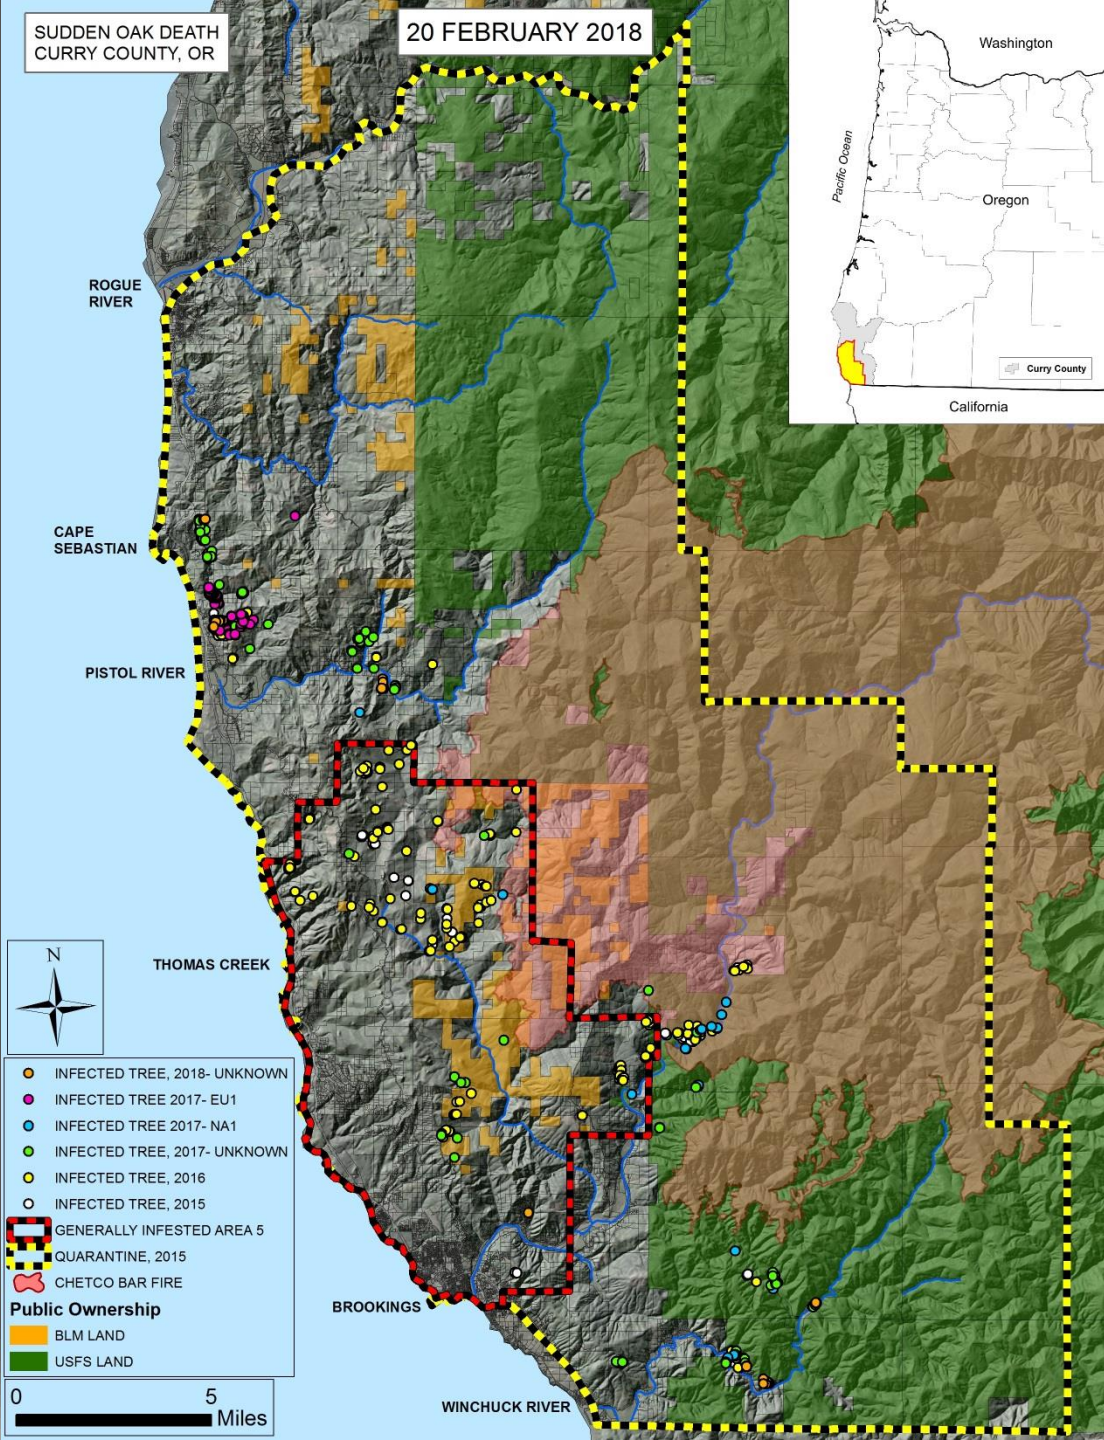 SUDDEN OAK DEATH
CURRY COUNTY, OR
20 FEBRUARY 2018
Washington
Pacific Ocean
Oregon
Curry County
California
ROGUE
RIVER
CAPE
SEBASTIAN
PISTOL RIVER
THOMAS CREEK
BROOKINGS
WINCHUCK RIVER
N
INFECTED TREE, 2018- UNKNOWN
INFECTED TREE 2017- EU1
INFECTED TREE 2017- NA1
INFECTED TREE, 2017- UNKNOWN
INFECTED TREE, 2016
INFECTED TREE, 2015
GENERALLY INFESTED AREA 5
QUARANTINE, 2015
CHETCO BAR FIRE
Public Ownership
BLM LAND
USFS LAND
0 5
Miles